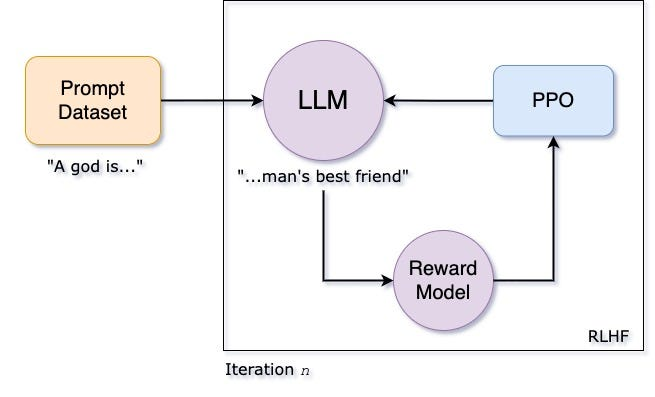 Prompt
Dataset
"A god is..."
LLM
"...man's best friend"
PPO
Reward
Model
RLHF
Iteration n